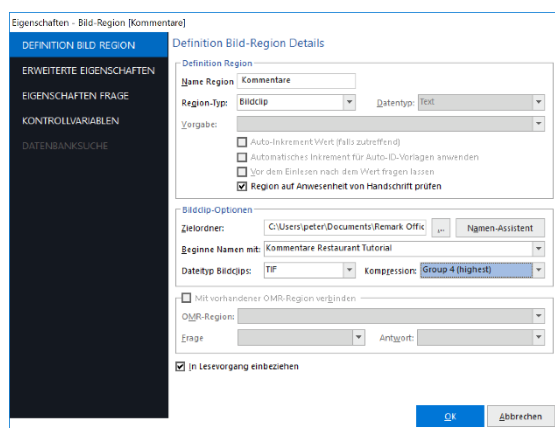 Eigenschaften - Bild-Region [Kommentare]
DEFINITION BILD REGION
ERWEITERTE EIGENSCHAFTEN
EIGENSCHAFTEN FRAGE
KONTROLLVARIABLEN
DATENBANKSUCHE
Definition Bild-Region Details
Definition Region
Name Region Kommentare
Region-Typ: Bildclip Datentyp: Text
Vorgabe:
Auto-Inkrement Wert (falls zutreffend)
Automatisches Inkrement für Auto-ID-Vorlagen anwenden
Vor dem Einlesen nach dem Wert fragen lassen
Region auf Anwesenheit von Handschrift prüfen
Bildclip-Optionen
Zielordner: C:\Users\peter\Documents\Remark Offic ... Namen-Assistent
Beginne Namen mit: Kommentare Restaurant Tutorial
Dateityp Bildclips: TIF Kompression: Group 4 (highest)
Mit vorhandener OMR-Region verbinden
OMR-Region:
Frage Antwort:
In Lesevorgang einbeziehen
OK Abbrechen